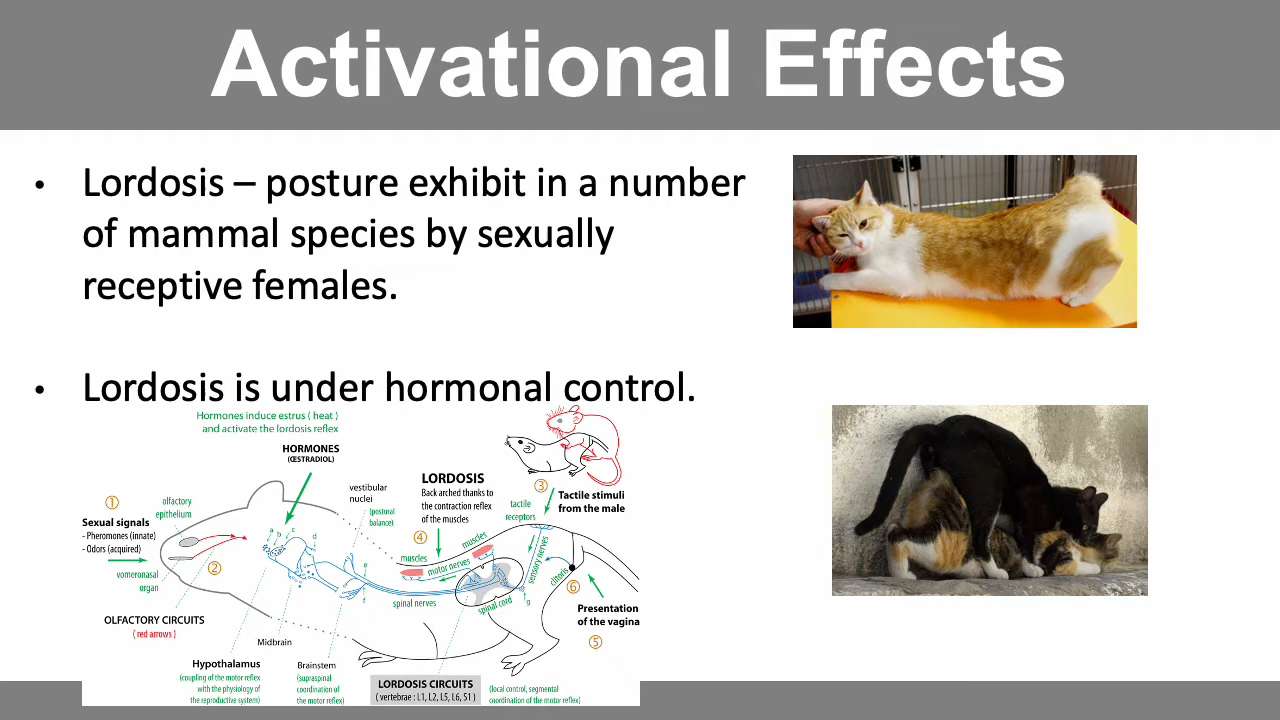 Activational Effects
• Lordosis – posture exhibit in a number
of mammal species by sexually
receptive females.
• Lordosis is under hormonal control.
Hormones induce estrus ( heat )
and activate the lordosis reflex
HORMONES
(ŒSTRADIOL)
①
Sexual signals
- Pheromones (innate)
- Odors (acquired)
olfactory
epithelium
vomeronasal
organ
②
OLFACTORY CIRCUITS
( red arrows )
a
b
c
d
vestibular
nuclei
(postural
balance)
e
f
Hypothalamus
(coupling of the motor reflex
with the physiology of
the reproductive system)
Midbrain
Brainstem
(supraspinal
coordination of
the motor reflex)
LORDOSIS
Back arched thanks to
the contraction reflex
of the muscles
④
muscles
muscles
motor nerves
spinal nerves
spinal cord
③
Tactile stimuli
from the male
tactile
receptors
sensory nerves
clitoris
⑥
g
Presentation
of the vagina
⑤
LORDOSIS CIRCUITS
( vertebrae : L1, L2, L5, L6, S1 )
(local control, segmental
coordination of the motor reflex)